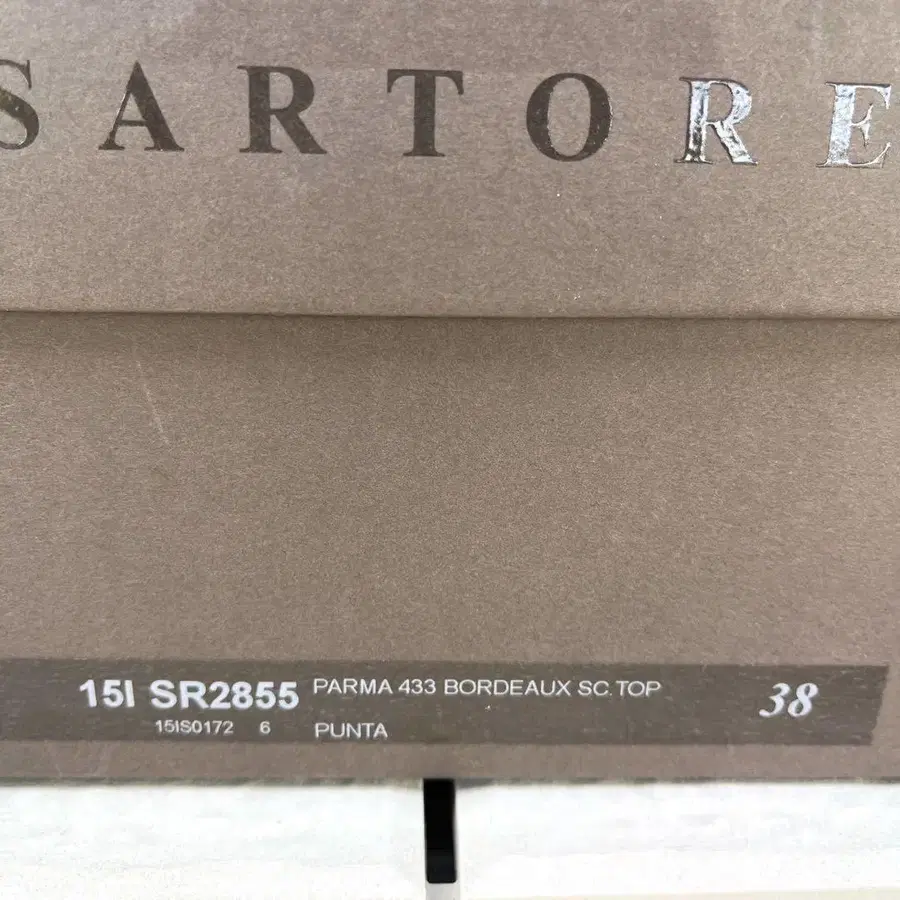 SARTORE
15I SR2855 PARMA 433 BORDEAUX SC.TOP 38
15IS0172 6 PUNTA